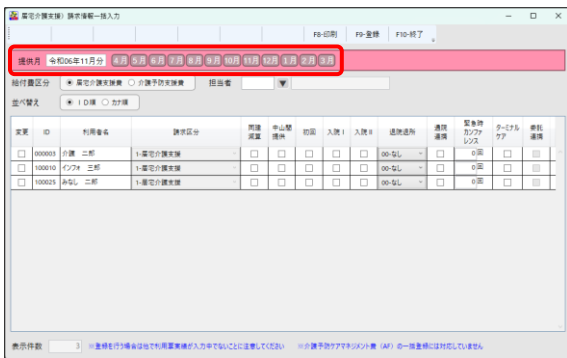 居宅介護支援) 請求情報一括入力
F8-印刷 F9-登録 F10-終了
提供月 令和06年11月分 4月 5月 6月 7月 8月 9月 10月 11月 12月 1月 2月 3月
給付費区分 居宅介護支援費 介護予防支援費 担当者
並べ替え ID順 カナ順
変更 ID 利用者名 請求区分 間違減算 中山間提供 初回 入院Ⅰ 入院Ⅱ 退院退所 通院連携 緊急時カンファレンス ターミナルケア 委託連携
000003 介護 二郎 1-居宅介護支援 00-なし 0 回
100010 インフォ 三郎 1-居宅介護支援 00-なし 0 回
100025 みなし 二郎 1-居宅介護支援 00-なし 0 回
表示件数 3 ※登録を行う場合は他で利用票実績が入力中でないことに注意してください ※介護予防ケアマネジメント費（AF）の一括登録には対応していません